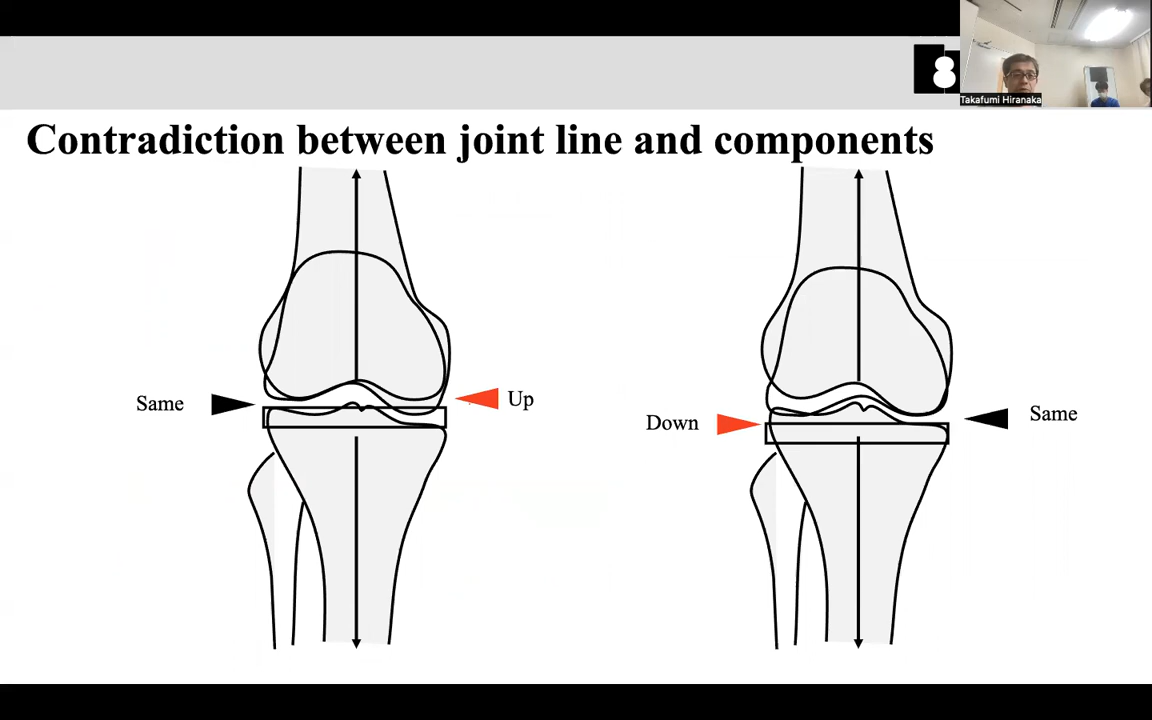 Takafumi Hiranaka
Contradiction between joint line and components
Same
Up
Down
Same